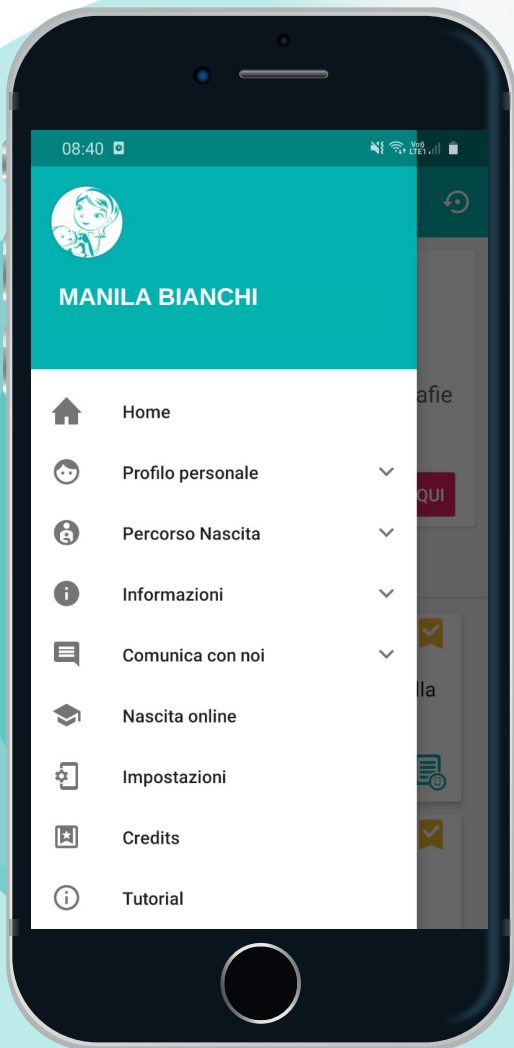 08:40
MANILA BIANCHI
Home
afie
Profilo personale
QUI
Percorso Nascita
Informazioni
Comunica con noi
lla
Nascita online
Impostazioni
Credits
Tutorial